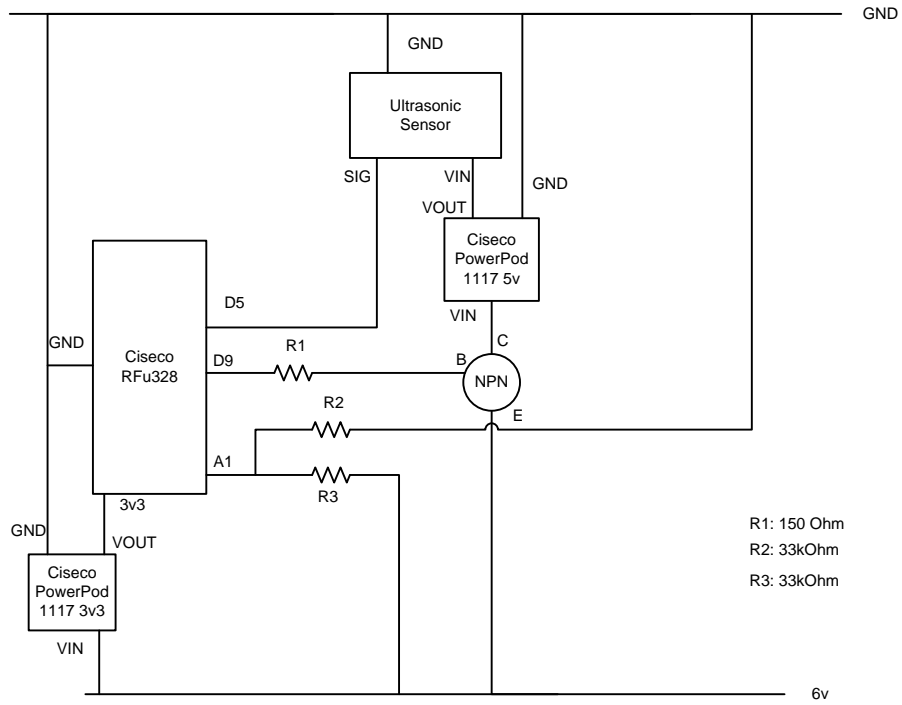 GND
GND
Ultrasonic
Sensor
SIG
VIN
GND
VOUT
Ciseco
PowerPod
1117 5v
VIN
C
D5
GND
Ciseco
RFu328
D9
R1
B
NPN
E
R2
A1
R3
3v3
GND
VOUT
Ciseco
PowerPod
1117 3v3
VIN
R1: 150 Ohm
R2: 33kOhm
R3: 33kOhm
6v